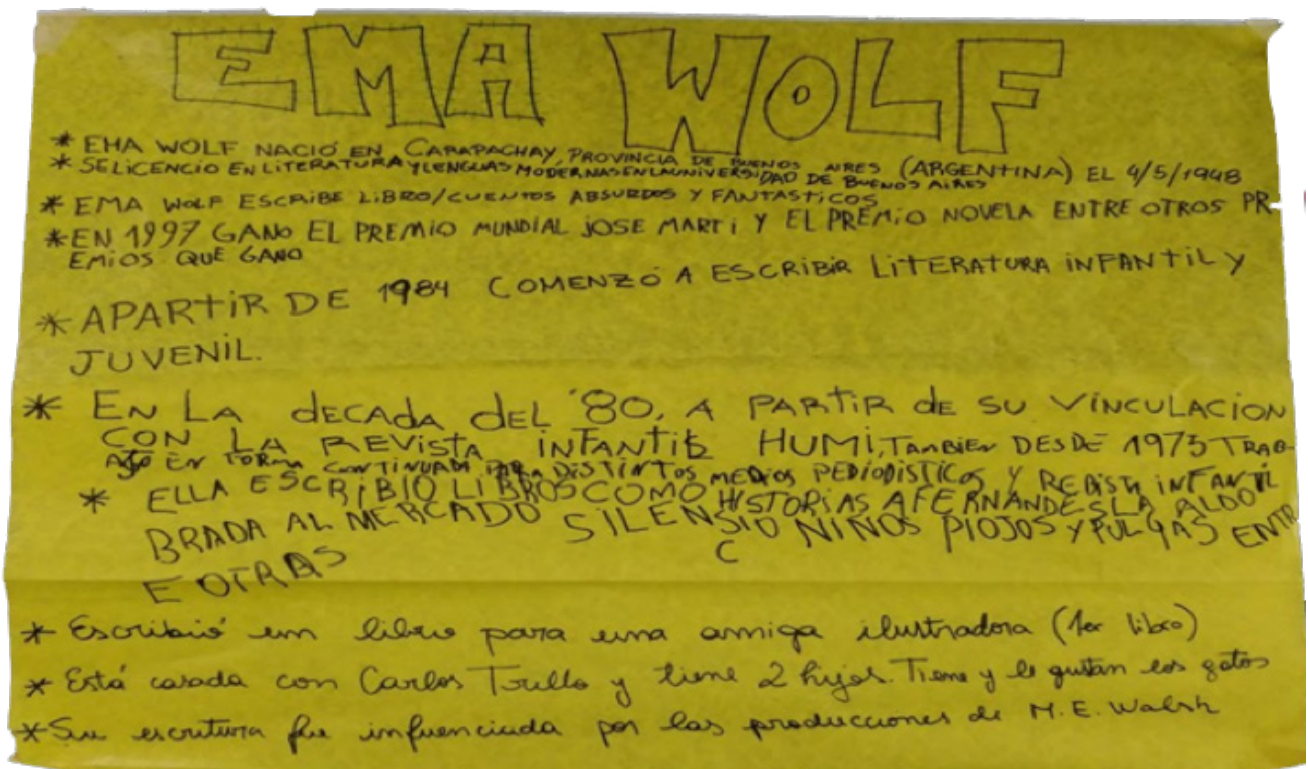 EMA WOLF
* EMA WOLF NACIÓ EN CARAPACHAY, PROVINCIA DE BUENOS AIRES (ARGENTINA) EL 4/5/1948
* SE LICENCIO EN LITERATURA Y LENGUAS MODERNAS EN LA UNIVERSIDAD DE BUENOS AIRES
* EMA WOLF ESCRIBE LIBRO/CUENTOS ABSURDOS Y FANTASTICOS
* EN 1997 GANO EL PREMIO MUNDIAL JOSE MARTI Y EL PREMIO NOVELA ENTRE OTROS PR-
EMIOS QUE GANO
* APARTIR DE 1984 COMENZÓ A ESCRIBIR LITERATURA INFANTIL Y
JUVENIL.
* EN LA DECADA DEL '80, A PARTIR DE SU VINCULACION
CON LA REVISTA INFANTIL HUMI, TAMBIEN DESDE 1975 TRAB-
AJO EN FORMA CONTINUADA PARA DISTINTOS MEDIOS PERIODISTICOS Y REBISTA INFANTIL
* ELLA ESCRIBIO LIBROS COMO HISTORIAS A FERNANDES LA ALDO
BRADA AL MERCADO SILENSIO NIÑOS PIOJOS Y PULGAS ENTR
C
E OTRAS
* Escribió un libro para una amiga ilustradora (1er libro)
* Está casada con Carlos Trillo y tiene 2 hijos. Tiene y le gustan los gatos
* Su escritura fue infuenciada por las producciones de M.E. Walsh